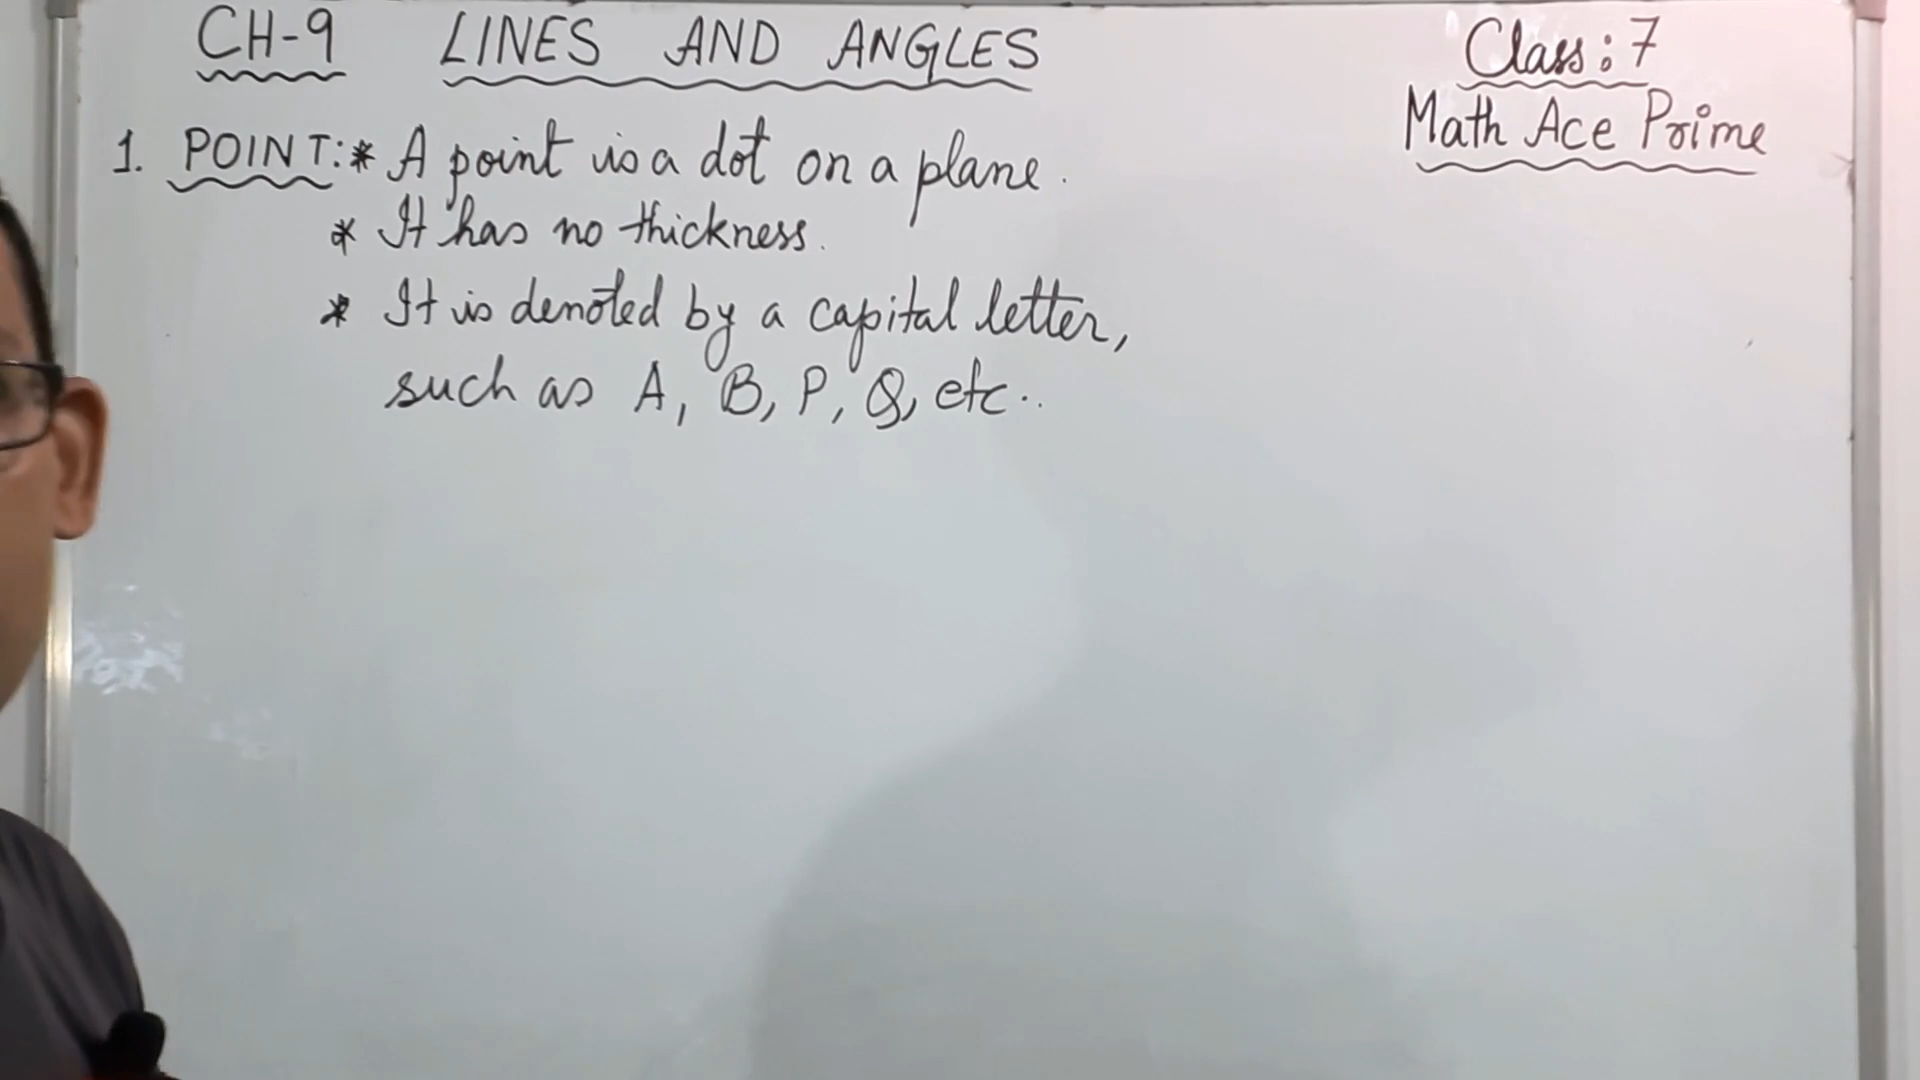 CH-9 LINES AND ANGLES
Class: 7
Math Ace Prime
1. POINT: * A point is a dot on a plane.
* It has no thickness.
* It is denoted by a capital letter,
such as A, B, P, Q, etc..